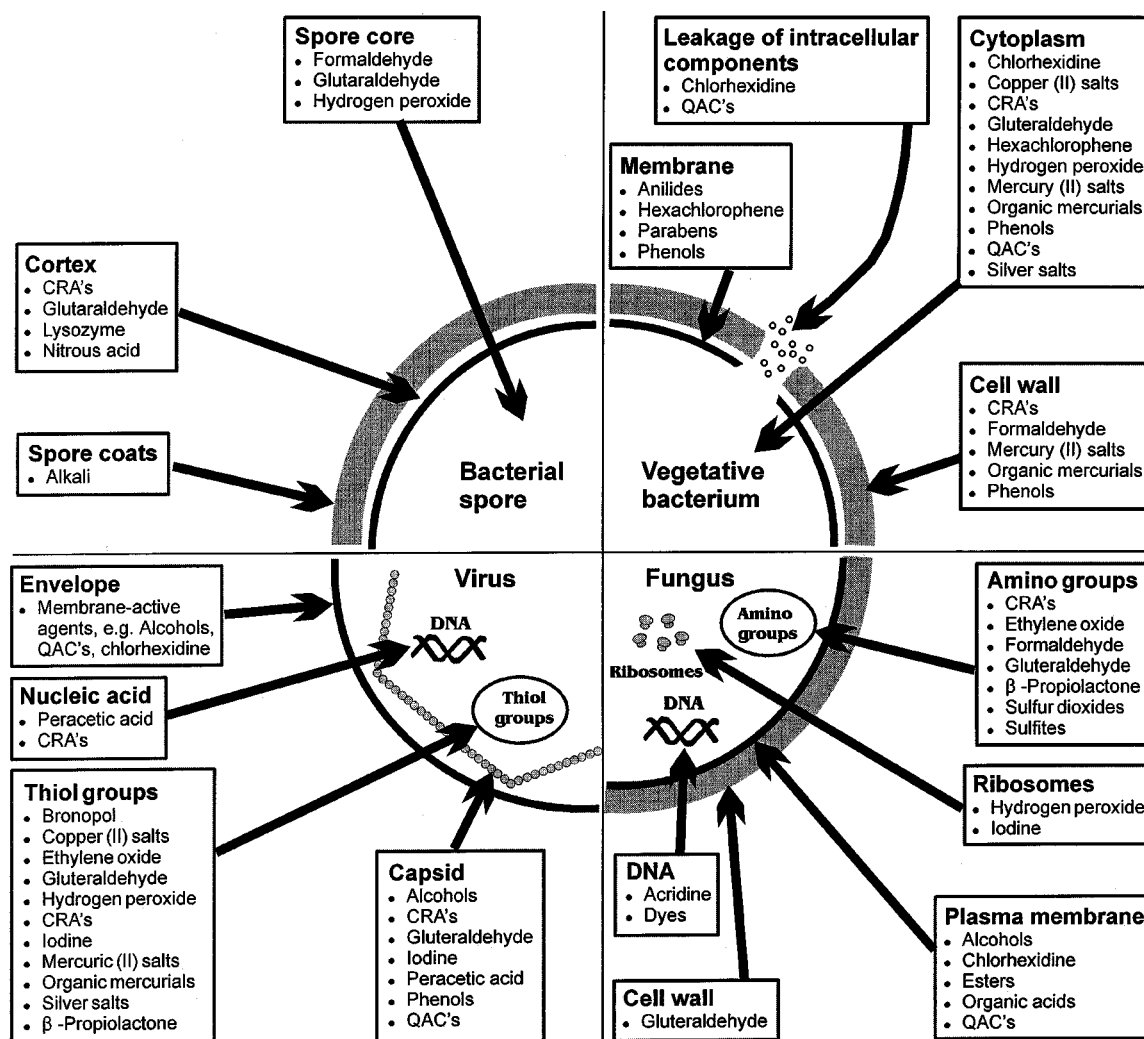 Spore core
• Formaldehyde
• Glutaraldehyde
• Hydrogen peroxide
Leakage of intracellular
components
• Chlorhexidine
• QAC's
Cytoplasm
• Chlorhexidine
• Copper (II) salts
• CRA's
• Gluteraldehyde
• Hexachlorophene
• Hydrogen peroxide
• Mercury (II) salts
• Organic mercurials
• Phenols
• QAC's
• Silver salts
Membrane
• Anilides
• Hexachlorophene
• Parabens
• Phenols
Cortex
• CRA's
• Glutaraldehyde
• Lysozyme
• Nitrous acid
Cell wall
• CRA's
• Formaldehyde
• Mercury (II) salts
• Organic mercurials
• Phenols
Spore coats
• Alkali
Bacterial
spore
Vegetative
bacterium
Envelope
• Membrane-active
agents, e.g. Alcohols,
QAC's, chlorhexidine
Virus
DNA
Thiol
groups
Fungus
Ribosomes
Amino
groups
DNA
Amino groups
• CRA's
• Ethylene oxide
• Formaldehyde
• Gluteraldehyde
• β -Propiolactone
• Sulfur dioxides
• Sulfites
Nucleic acid
• Peracetic acid
• CRA's
Thiol groups
• Bronopol
• Copper (II) salts
• Ethylene oxide
• Gluteraldehyde
• Hydrogen peroxide
• CRA's
• Iodine
• Mercuric (II) salts
• Organic mercurials
• Silver salts
• β -Propiolactone
Capsid
• Alcohols
• CRA's
• Gluteraldehyde
• Iodine
• Peracetic acid
• Phenols
• QAC's
DNA
• Acridine
• Dyes
Cell wall
• Gluteraldehyde
Ribosomes
• Hydrogen peroxide
• Iodine
Plasma membrane
• Alcohols
• Chlorhexidine
• Esters
• Organic acids
• QAC's